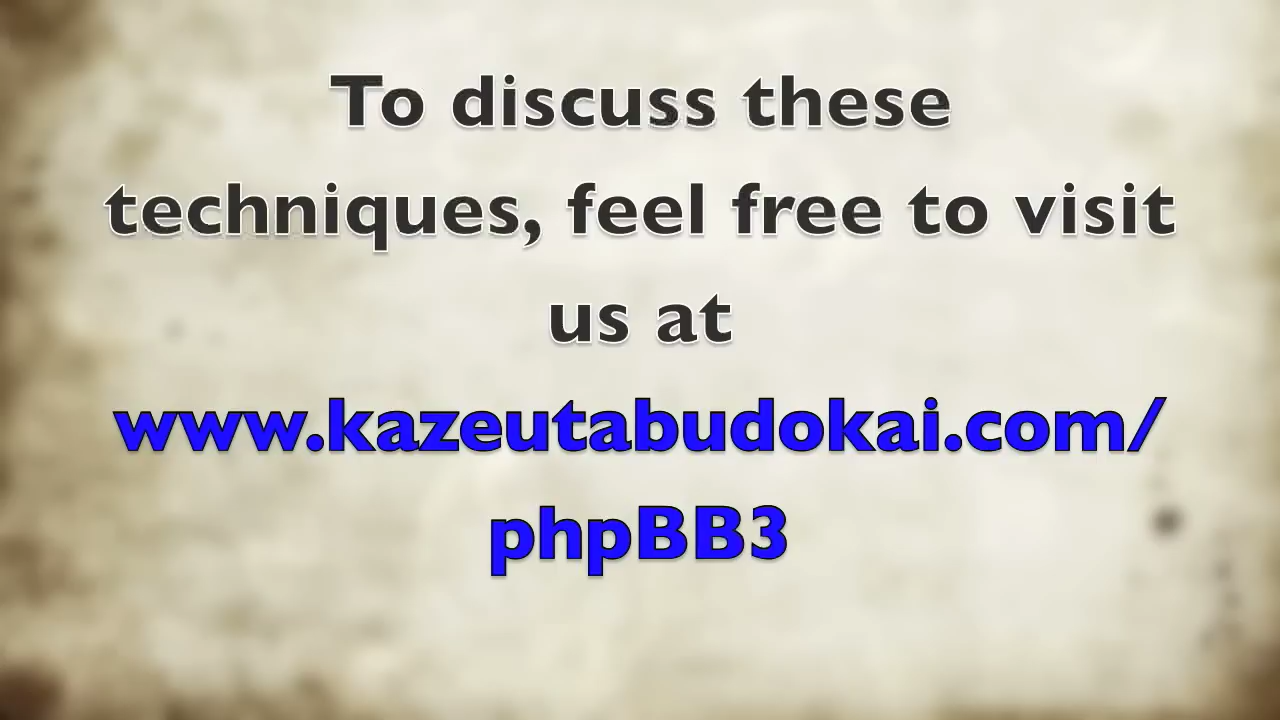 To discuss these
techniques, feel free to visit
us at
www.kazeutabudokai.com/
phpBB3